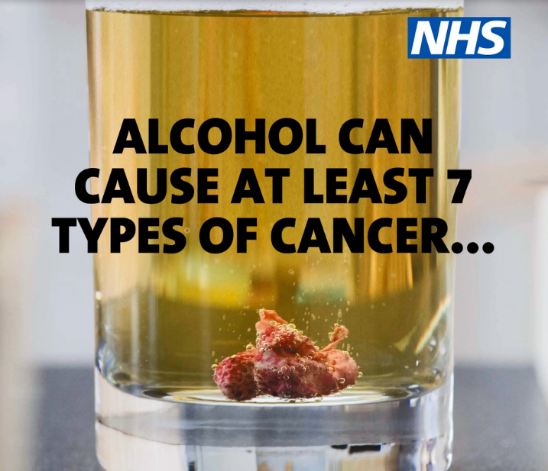 NHS
ALCOHOL CAN
CAUSE AT LEAST 7
TYPES OF CANCER...